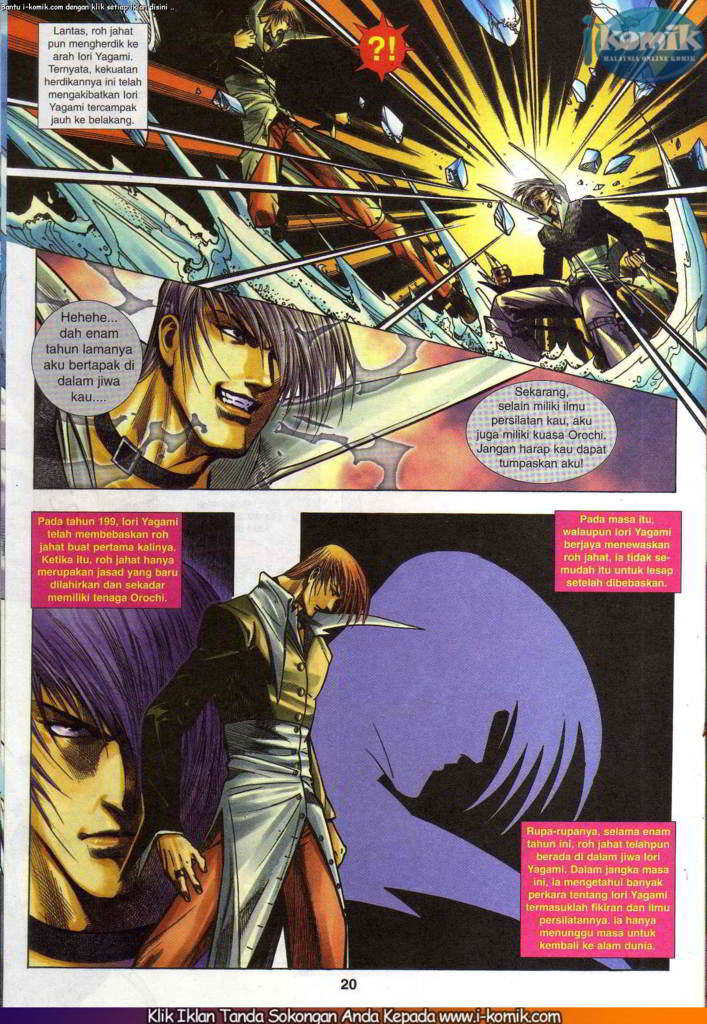 Bantu i-komik.com dengan klik setiap iklan disini ..
iKomik
MALAYSIA ONLINE KOMIK
Lantas, roh jahat
pun mengherdik ke
arah Iori Yagami.
Ternyata, kekuatan
herdikannya ini telah
mengakibatkan Iori
Yagami tercampak
jauh ke belakang.
?!
Hehehe...
dah enam
tahun lamanya
aku bertapak di
dalam jiwa
kau....
Sekarang,
selain miliki ilmu
persilatan kau, aku
juga miliki kuasa Orochi.
Jangan harap kau dapat
tumpaskan aku!
Pada tahun 199, Iori Yagami
telah membebaskan roh
jahat buat pertama kalinya.
Ketika itu, roh jahat hanya
merupakan jasad yang baru
dilahirkan dan sekadar
memiliki tenaga Orochi.
Pada masa itu,
walaupun Iori Yagami
berjaya menewaskan
roh jahat, ia tidak se-
mudah itu untuk lesap
setelah dibebaskan.
Rupa-rupanya, selama enam
tahun ini, roh jahat telahpun
berada di dalam jiwa Iori
Yagami. Dalam jangka masa
ini, ia mengetahui banyak
perkara tentang Iori Yagami
termasuklah fikiran dan ilmu
persilatannya. Ia hanya
menunggu masa untuk
kembali ke alam dunia.
20
Klik Iklan Tanda Sokongan Anda Kepada www.i-komik.com